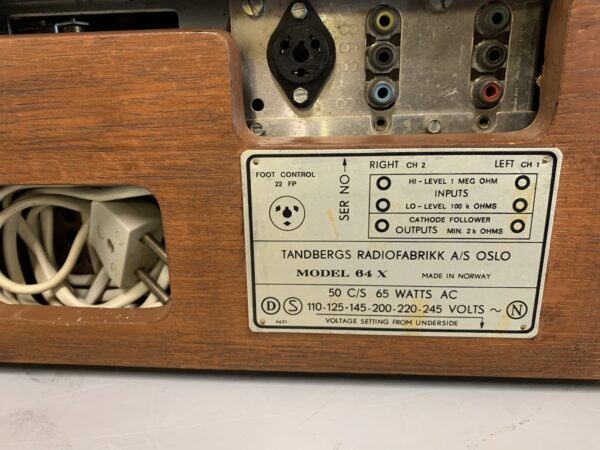 RIGHT CH 2 LEFT CH 1
FOOT CONTROL
22 FP
SER NO
HI-LEVEL 1 MEG OHM
INPUTS
LO-LEVEL 100 k OHMS
CATHODE FOLLOWER
OUTPUTS MIN. 2 k OHMS
TANDBERGS RADIOFABRIKK A/S OSLO
MODEL 64 X MADE IN NORWAY
50 C/S 65 WATTS AC
D S 110-125-145-200-220-245 VOLTS ~ N
VOLTAGE SETTING FROM UNDERSIDE